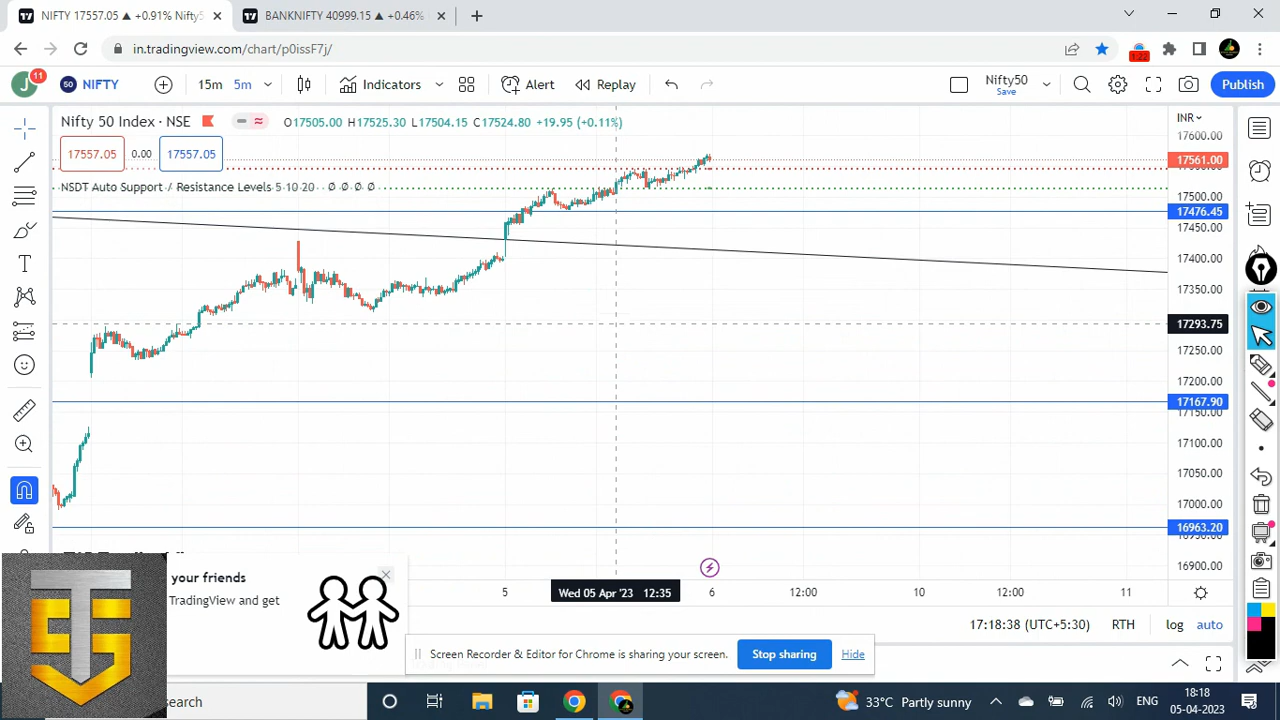 NIFTY 17557.05 ▲ +0.91% Nifty5
BANKNIFTY 40999.15 ▲ +0.46%
in.tradingview.com/chart/p0issF7j/
1:22
J 11
50 NIFTY
15m 5m
Indicators
Alert
Replay
Nifty50
Save
Publish
Nifty 50 Index · NSE
O17505.00 H17525.30 L17504.15 C17524.80 +19.95 (+0.11%)
17557.05 0.00 17557.05
NSDT Auto Support / Resistance Levels 5 10 20 Ø Ø Ø Ø
INR
17600.00
17561.00
17500.00
17476.45
17450.00
17400.00
17350.00
17293.75
17250.00
17200.00
17167.90
17150.00
17100.00
17050.00
17000.00
16963.20
16900.00
5 Wed 05 Apr '23 12:35 6 12:00 10 12:00 11
17:18:38 (UTC+5:30) RTH log auto
your friends
TradingView and get
Screen Recorder & Editor for Chrome is sharing your screen. Stop sharing Hide
search
33°C Partly sunny
ENG
18:18
05-04-2023